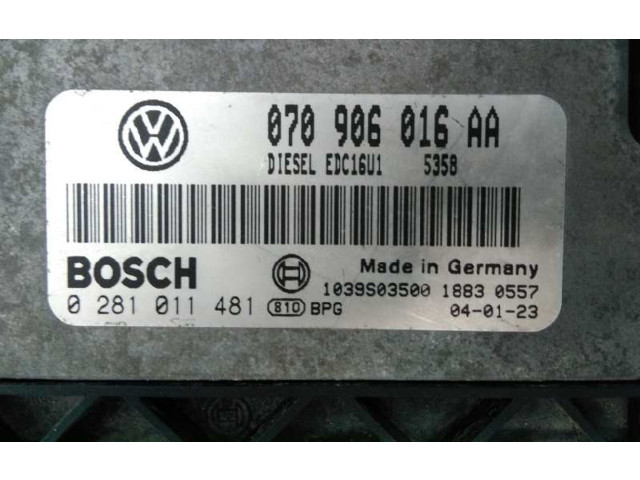 070 906 016 AA
DIESEL EDC16U1 5358
BOSCH
Made in Germany
1039S03500 1883 0557
0 281 011 481 810 BPG
04-01-23